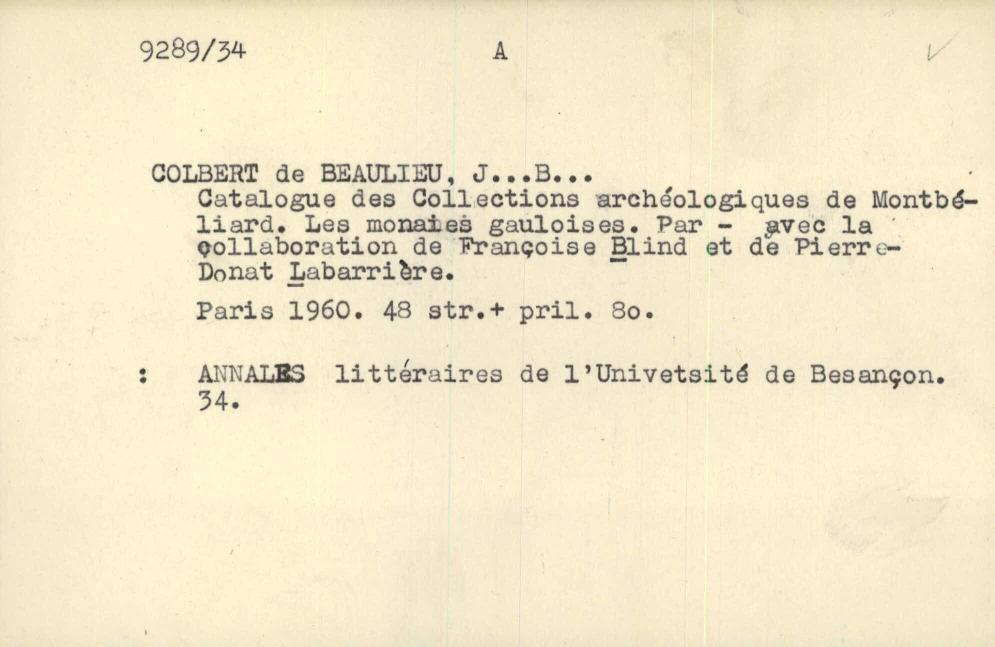 9289/34 A
COLBERT de BEAULIEU, J...B...
Catalogue des Collections archéologiques de Montbé-
liard. Les monaies gauloises. Par - avec la
çollaboration de Françoise Blind et de Pierre-
Donat Labarrière.
Paris 1960. 48 str.+ pril. 8o.
: ANNALES littéraires de l'Univetsité de Besançon.
34.